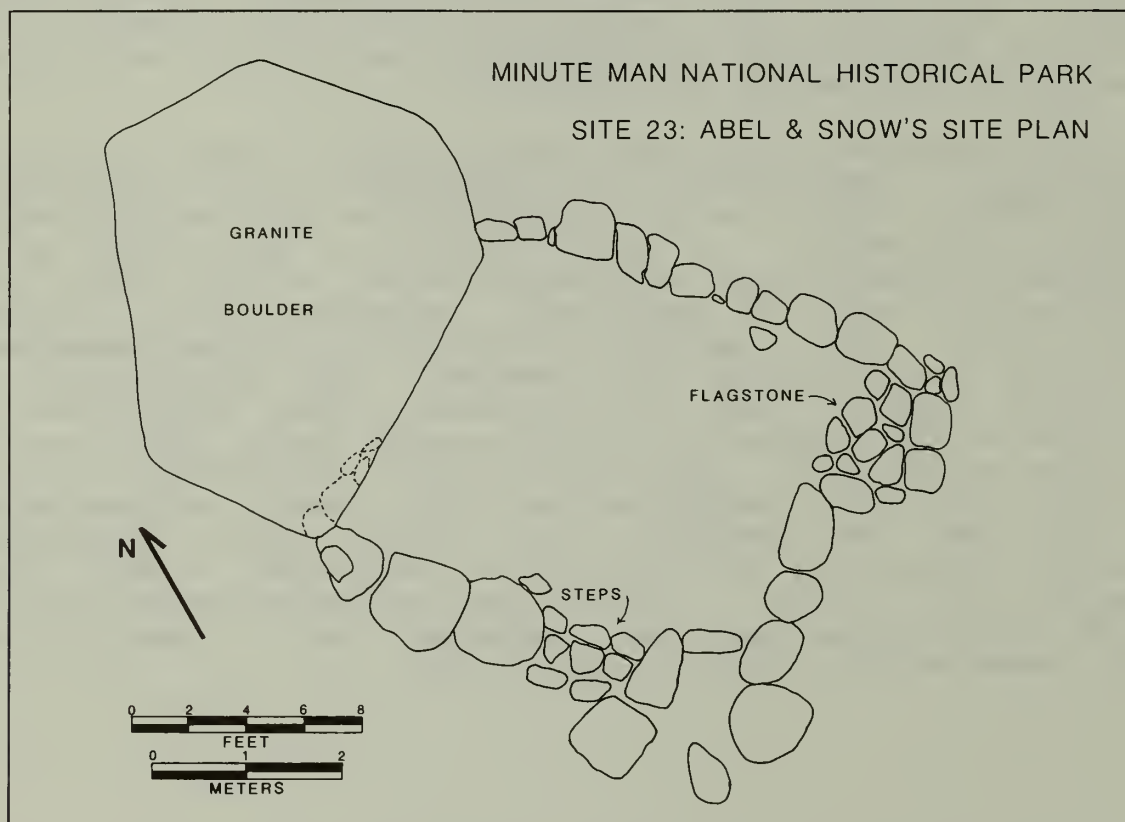 MINUTE MAN NATIONAL HISTORICAL PARK
SITE 23: ABEL & SNOW'S SITE PLAN
GRANITE
BOULDER
FLAGSTONE
N
STEPS
0 2 4 6 8
FEET
0 1 2
METERS